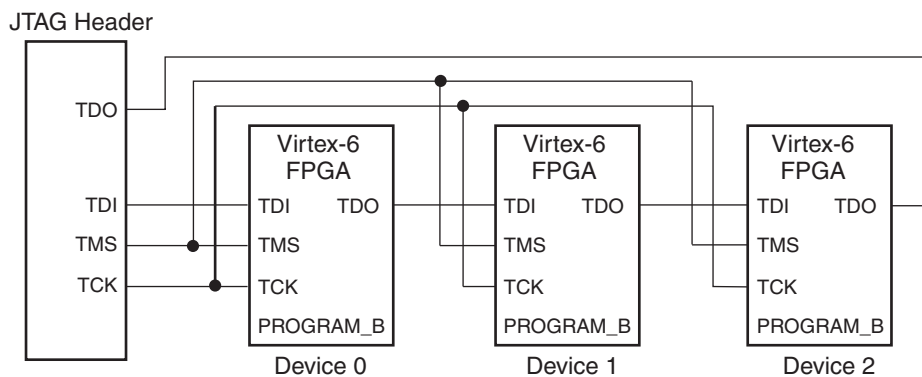 JTAG Header
TDO
TDI
TMS
TCK
Virtex-6
FPGA
TDI TDO
TMS
TCK
PROGRAM_B
Device 0
Virtex-6
FPGA
TDI TDO
TMS
TCK
PROGRAM_B
Device 1
Virtex-6
FPGA
TDI TDO
TMS
TCK
PROGRAM_B
Device 2